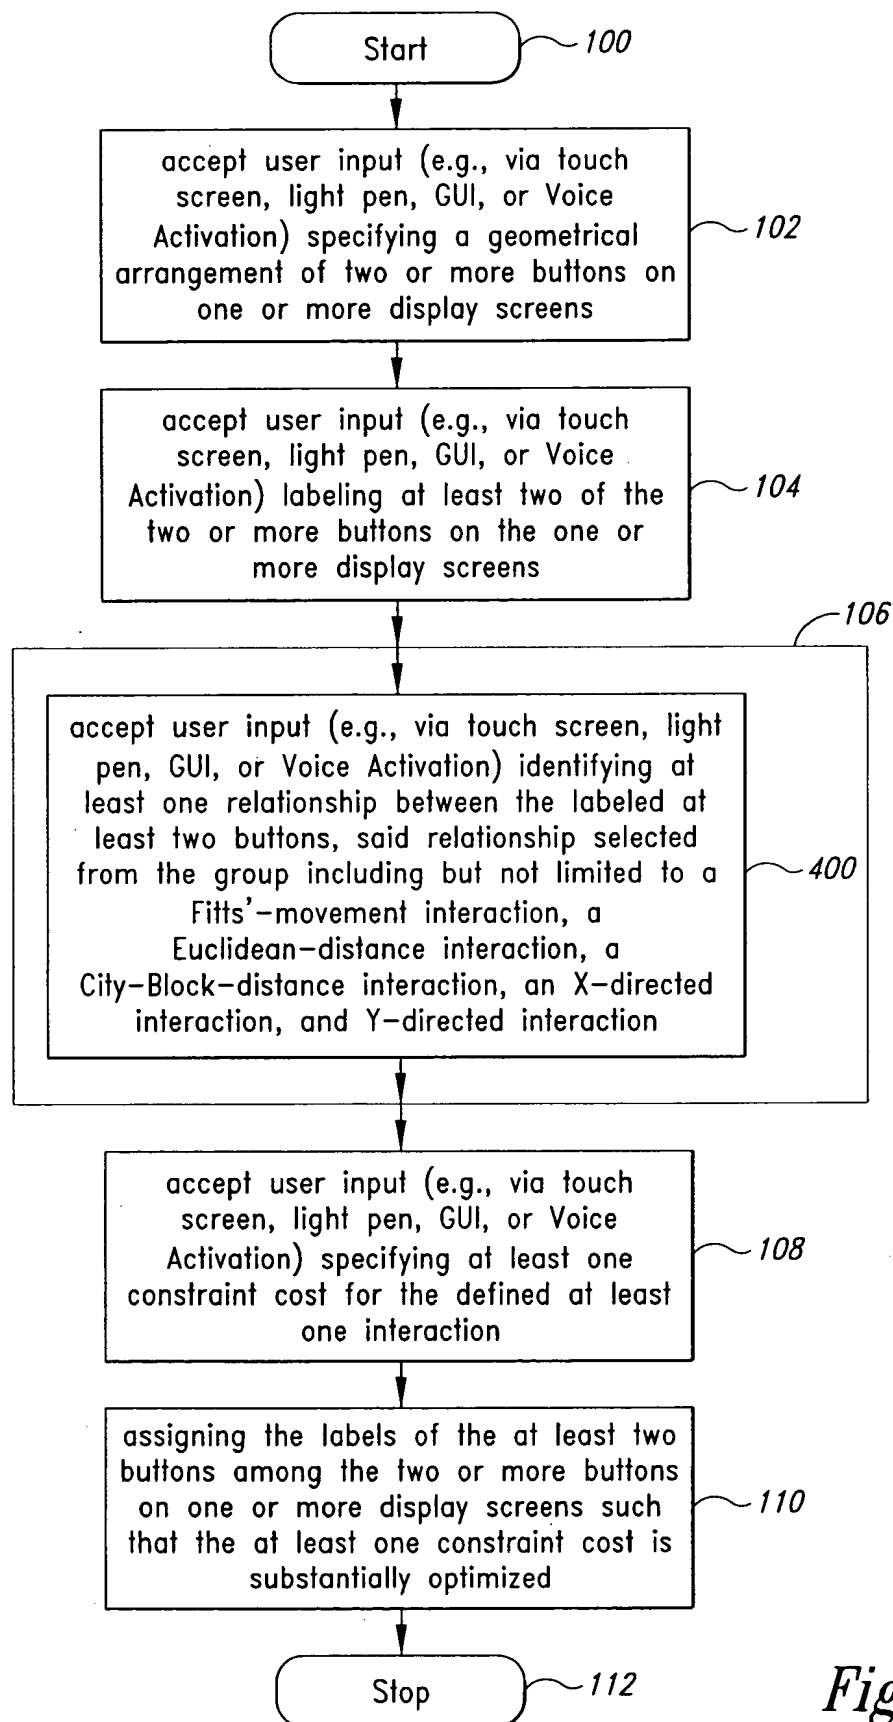 Start
100
accept user input (e.g., via touch
screen, light pen, GUI, or Voice
Activation) specifying a geometrical
arrangement of two or more buttons on
one or more display screens
102
accept user input (e.g., via touch
screen, light pen, GUI, or Voice
Activation) labeling at least two of the
two or more buttons on the one or
more display screens
104
106
accept user input (e.g., via touch screen, light
pen, GUI, or Voice Activation) identifying at
least one relationship between the labeled at
least two buttons, said relationship selected
from the group including but not limited to a
Fitts'-movement interaction, a
Euclidean-distance interaction, a
City-Block-distance interaction, an X-directed
interaction, and Y-directed interaction
400
accept user input (e.g., via touch
screen, light pen, GUI, or Voice
Activation) specifying at least one
constraint cost for the defined at least
one interaction
108
assigning the labels of the at least two
buttons among the two or more buttons
on one or more display screens such
that the at least one constraint cost is
substantially optimized
110
Stop
112
Fig